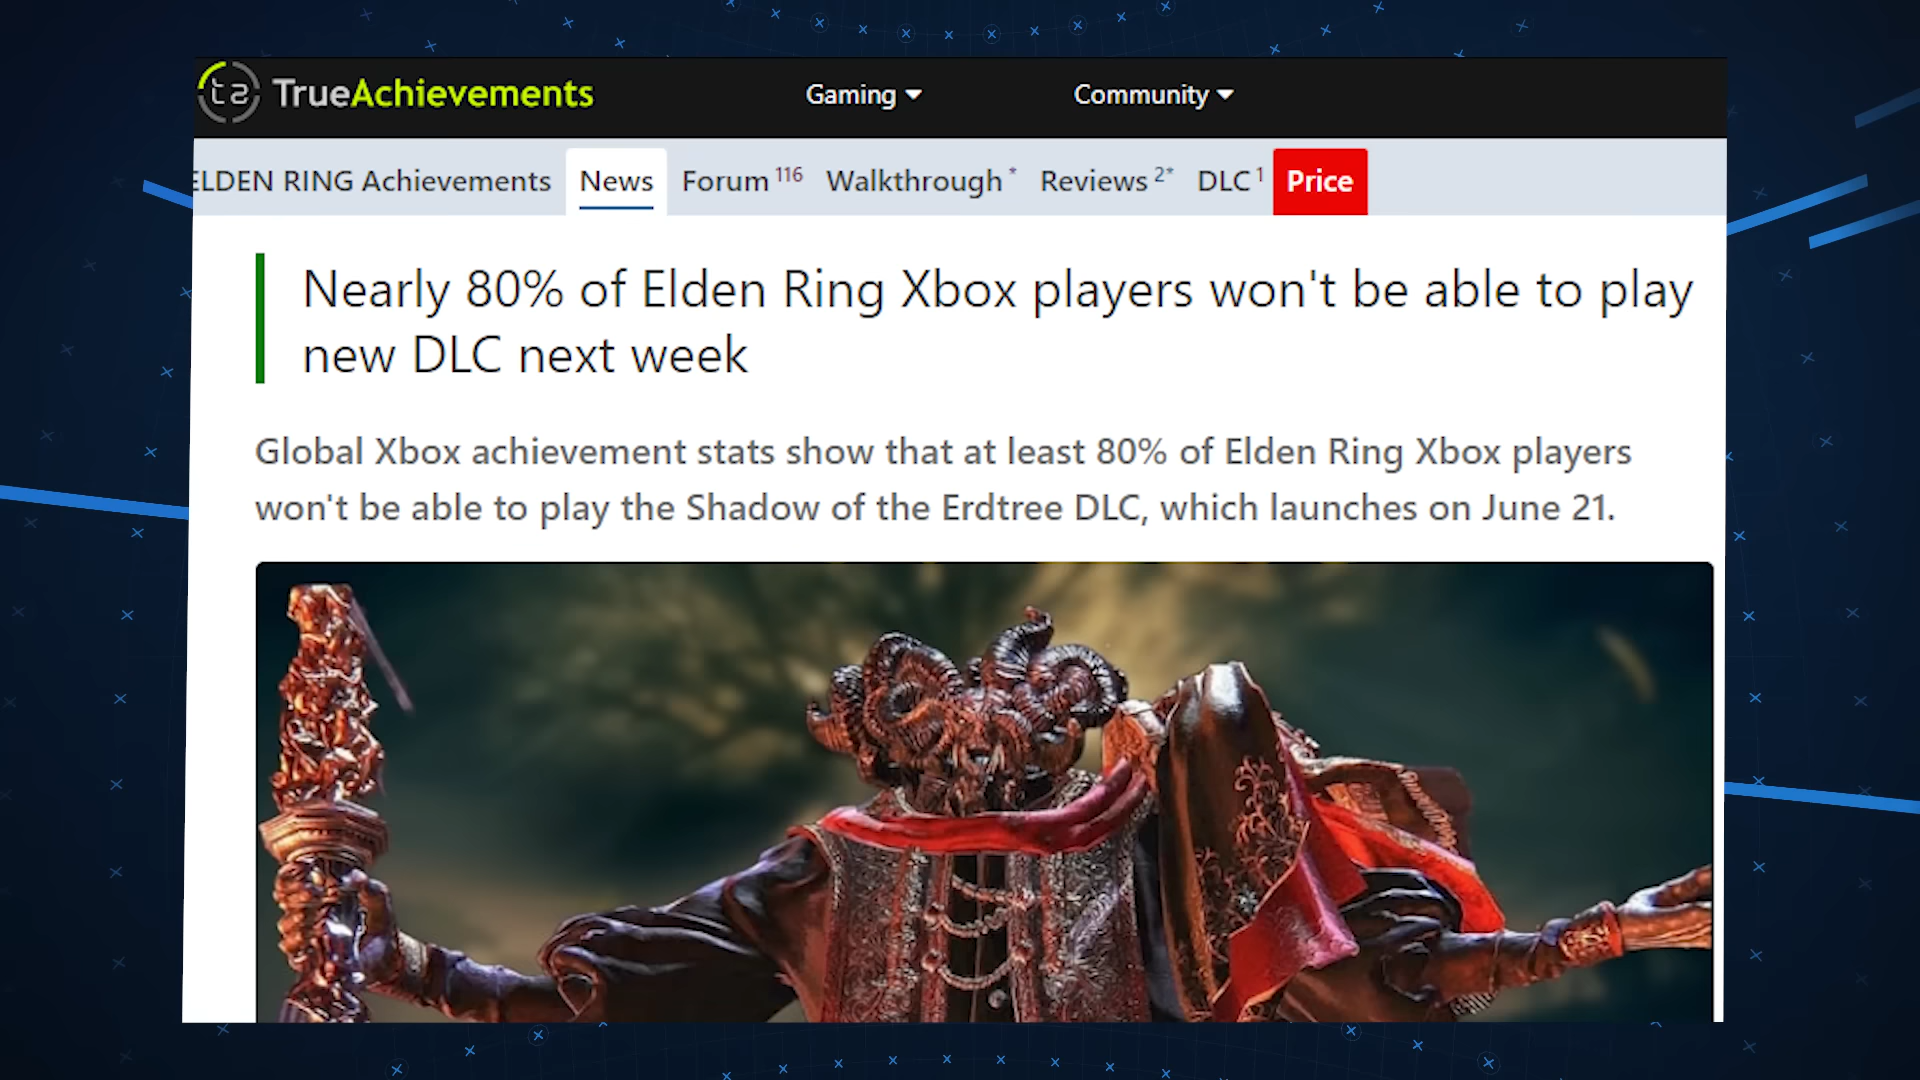 TrueAchievements
Gaming
Community
ELDEN RING Achievements
News
Forum 116
Walkthrough *
Reviews 2*
DLC 1
Price
Nearly 80% of Elden Ring Xbox players won't be able to play
new DLC next week
Global Xbox achievement stats show that at least 80% of Elden Ring Xbox players
won't be able to play the Shadow of the Erdtree DLC, which launches on June 21.